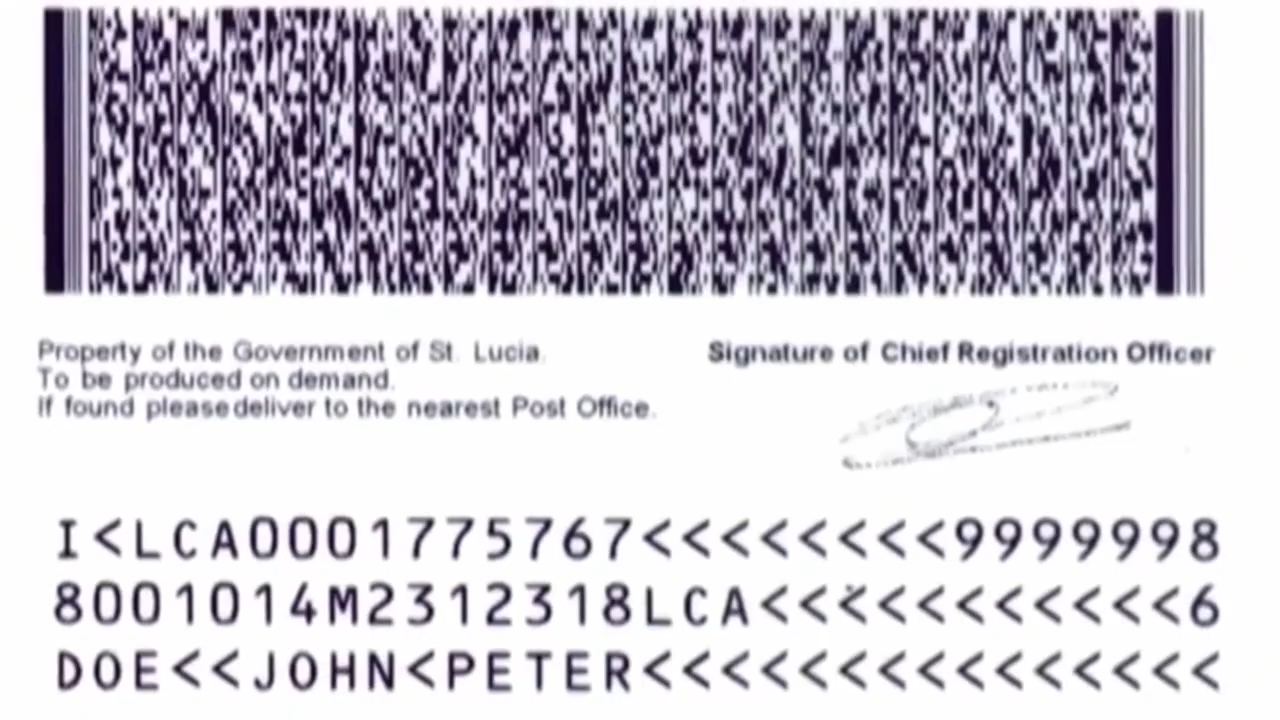 Property of the Government of St. Lucia.
To be produced on demand.
If found please deliver to the nearest Post Office.
Signature of Chief Registration Officer
I<LCA0001775767<<<<<<<<9999998
8001014M2312318LCA<<<<<<<<<<<6
DOE<<JOHN<PETER<<<<<<<<<<<<<<<